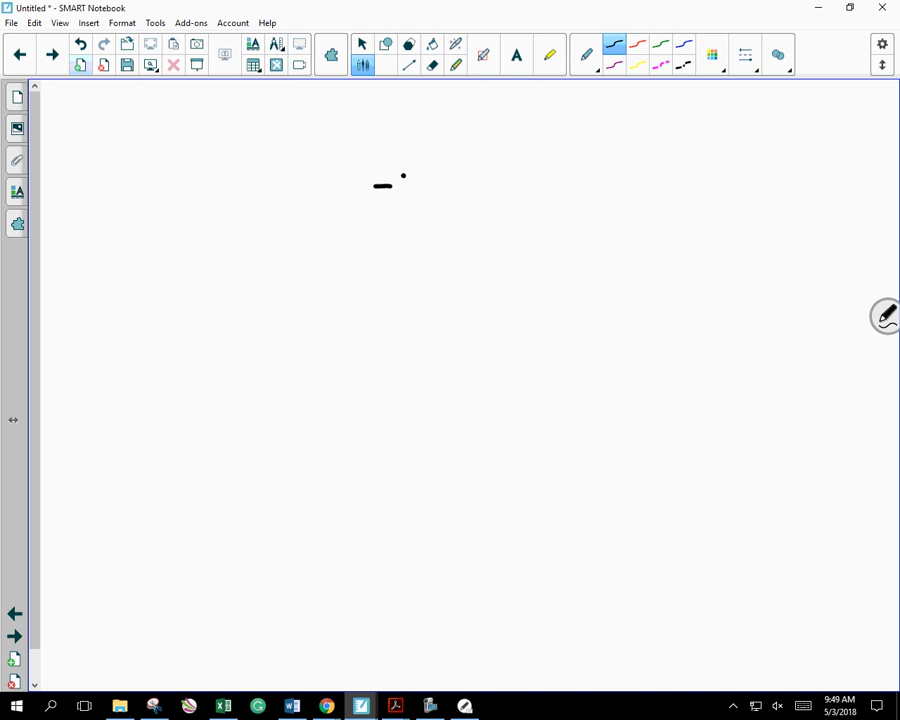 Untitled * - SMART Notebook
File Edit View Insert Format Tools Add-ons Account Help
9:49 AM
5/3/2018